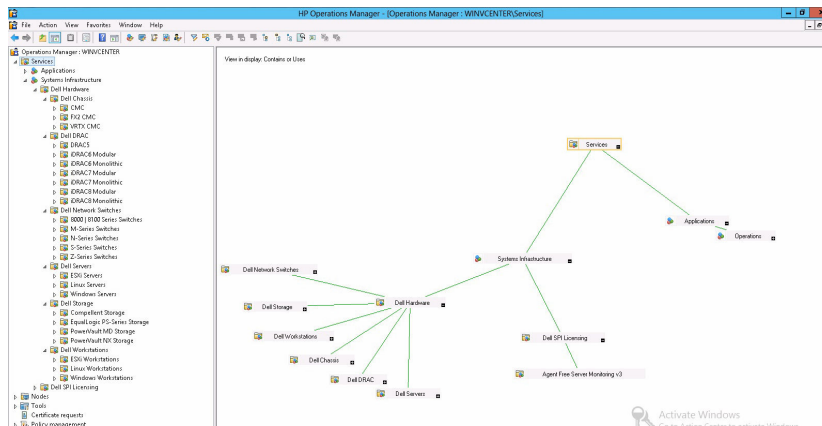 HP Operations Manager - [Operations Manager : WINVCENTER\Services]
File Action View Favorites Window Help
Operations Manager : WINVCENTER
Services
Applications
Systems Infrastructure
Dell Hardware
Dell Chassis
CMC
FX2 CMC
VRTX CMC
Dell DRAC
DRAC5
iDRAC6 Modular
iDRAC6 Monolithic
iDRAC7 Modular
iDRAC7 Monolithic
iDRAC8 Modular
iDRAC8 Monolithic
Dell Network Switches
8000 | 8100 Series Switches
M-Series Switches
N-Series Switches
S-Series Switches
Z-Series Switches
Dell Servers
ESXi Servers
Linux Servers
Windows Servers
Dell Storage
Compellent Storage
EqualLogic PS-Series Storage
PowerVault MD Storage
PowerVault NX Storage
Dell Workstations
ESXi Workstations
Linux Workstations
Windows Workstations
Dell SPI Licensing
Nodes
Tools
Certificate requests
Policy management
View in display: Contains or Uses
Services
Applications
Operations
Systems Infrastructure
Dell Network Switches
Dell Hardware
Dell Storage
Dell Workstations
Dell SPI Licensing
Dell Chassis
Agent Free Server Monitoring v3
Dell DRAC
Dell Servers
Activate Windows
Go to Action Center to activate Windows